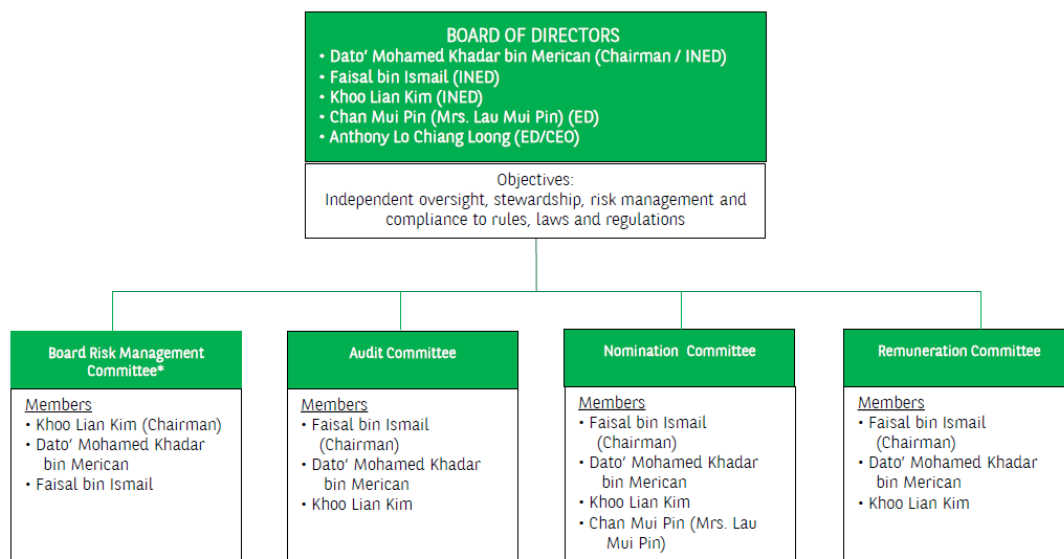 BOARD OF DIRECTORS
• Dato’ Mohamed Khadar bin Merican (Chairman / INED)
• Faisal bin Ismail (INED)
• Khoo Lian Kim (INED)
• Chan Mui Pin (Mrs. Lau Mui Pin) (ED)
• Anthony Lo Chiang Loong (ED/CEO)
Objectives:
Independent oversight, stewardship, risk management and
compliance to rules, laws and regulations
Board Risk Management
Committee*
Members
• Khoo Lian Kim (Chairman)
• Dato’ Mohamed Khadar
bin Merican
• Faisal bin Ismail
Audit Committee
Members
• Faisal bin Ismail
(Chairman)
• Dato’ Mohamed Khadar
bin Merican
• Khoo Lian Kim
Nomination Committee
Members
• Faisal bin Ismail
(Chairman)
• Dato’ Mohamed Khadar
bin Merican
• Khoo Lian Kim
• Chan Mui Pin (Mrs. Lau
Mui Pin)
Remuneration Committee
Members
• Faisal bin Ismail
(Chairman)
• Dato’ Mohamed Khadar
bin Merican
• Khoo Lian Kim